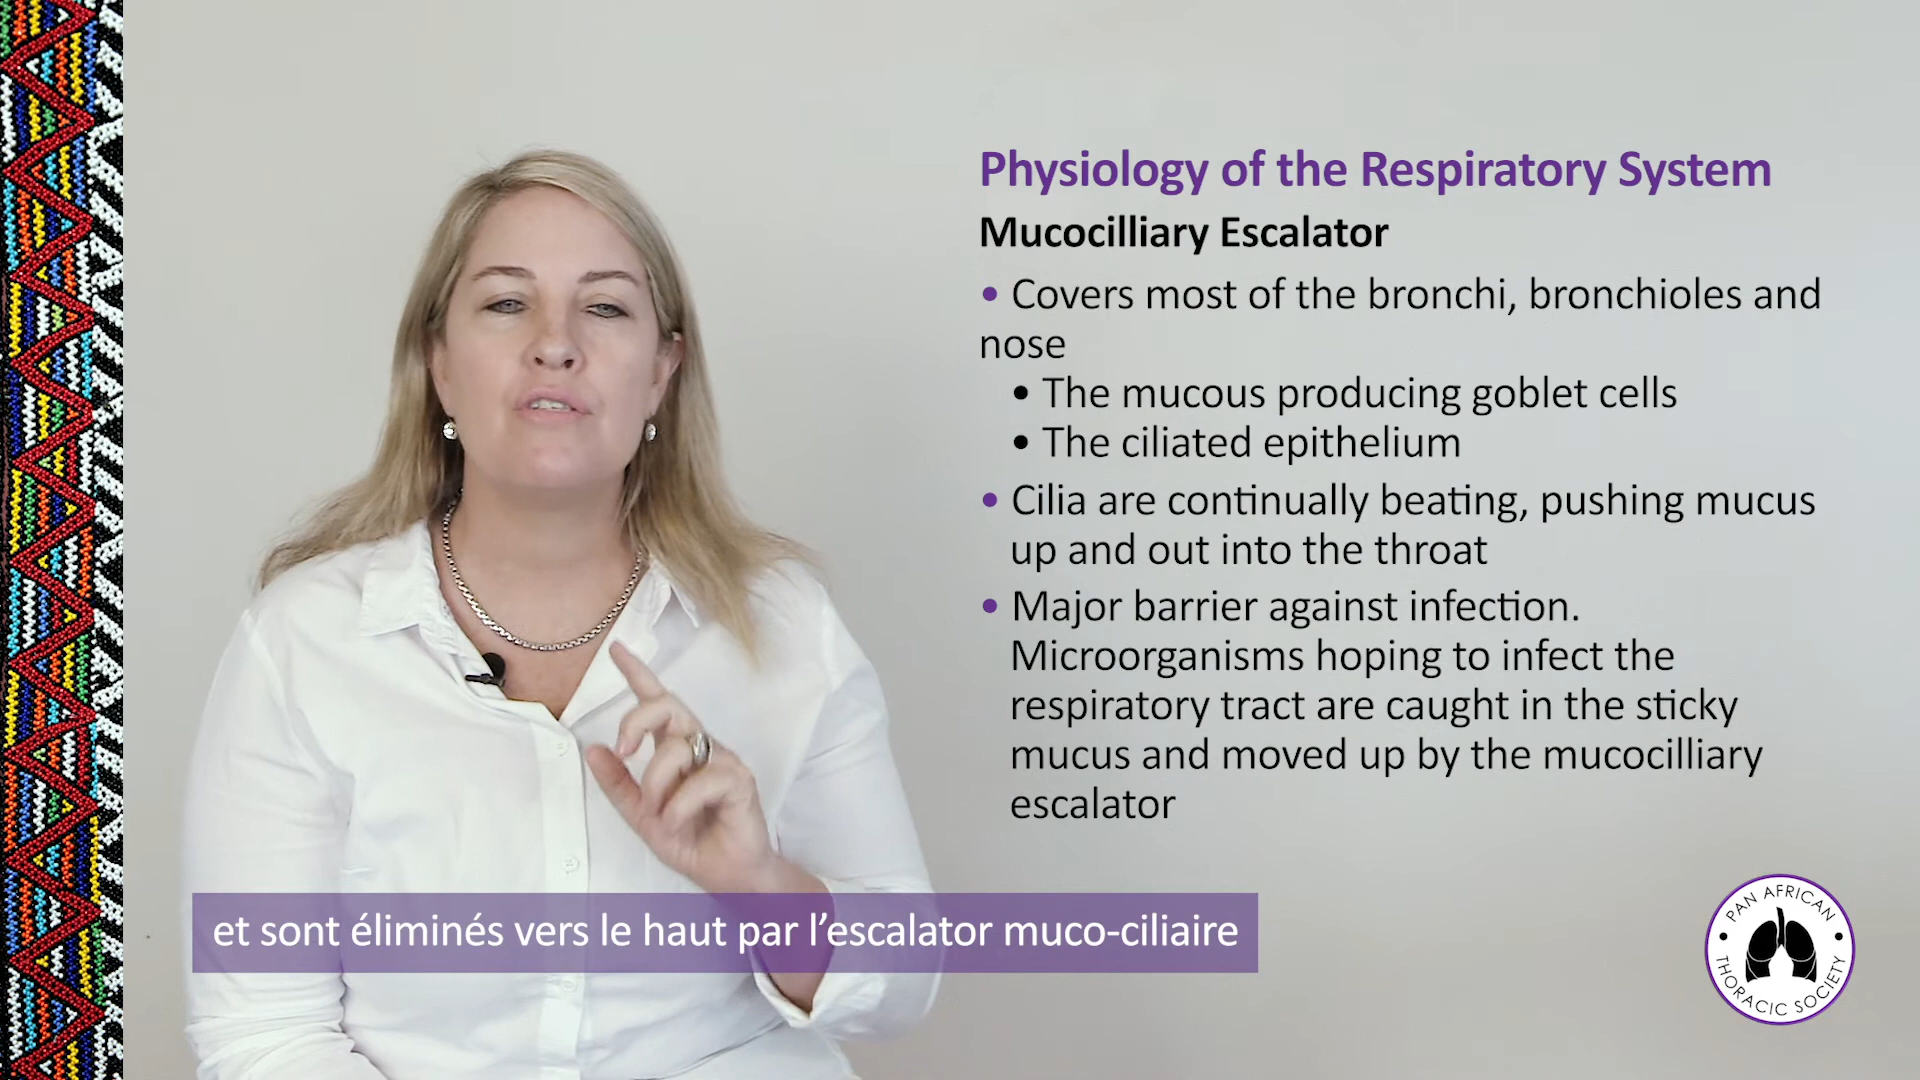 Physiology of the Respiratory System
Mucocilliary Escalator
• Covers most of the bronchi, bronchioles and
nose
• The mucous producing goblet cells
• The ciliated epithelium
• Cilia are continually beating, pushing mucus
up and out into the throat
• Major barrier against infection.
Microorganisms hoping to infect the
respiratory tract are caught in the sticky
mucus and moved up by the mucocilliary
escalator
et sont éliminés vers le haut par l’escalator muco-ciliaire
PAN AFRICAN
THORACIC SOCIETY